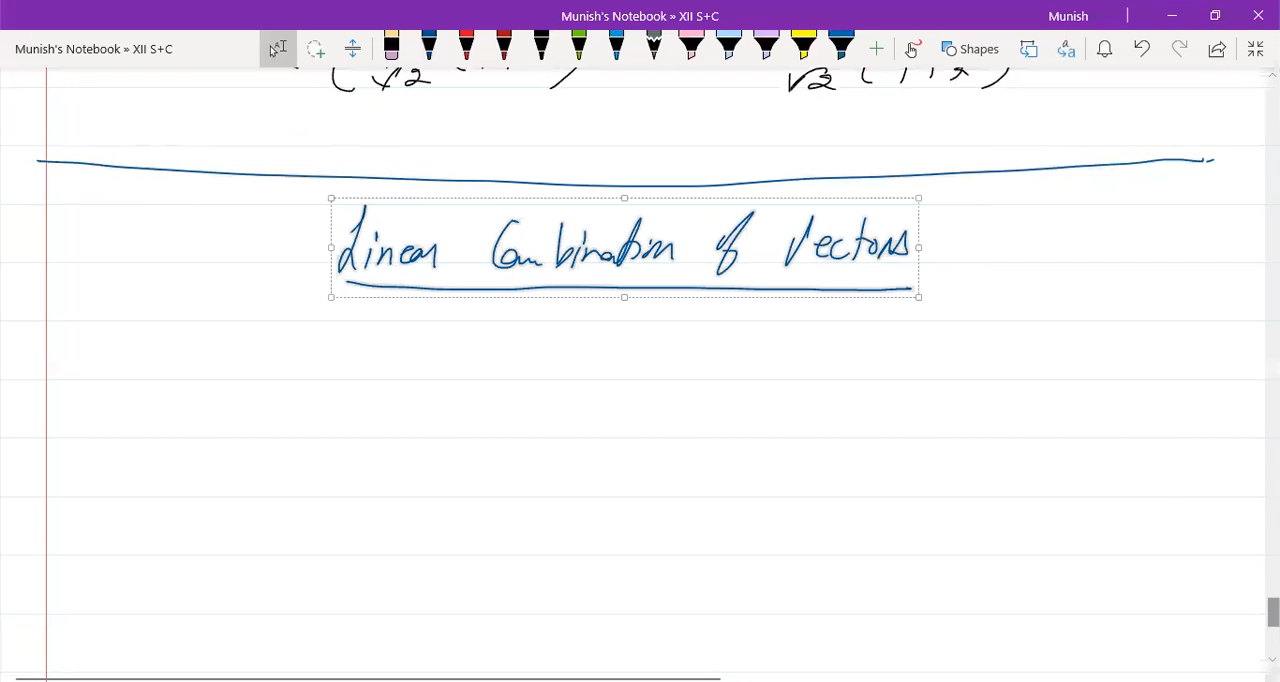 Munish's Notebook » XII S+C
Munish
Munish's Notebook » XII S+C
Shapes
Linear Combination of Vectors